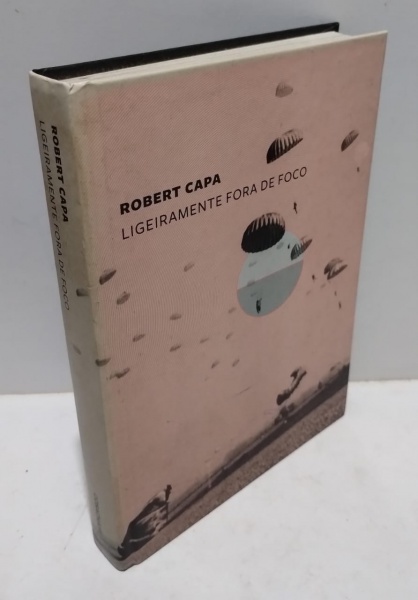 ROBERT CAPA
LIGEIRAMENTE FORA DE FOCO
ROBERT CAPA
LIGEIRAMENTE FORA DE FOCO